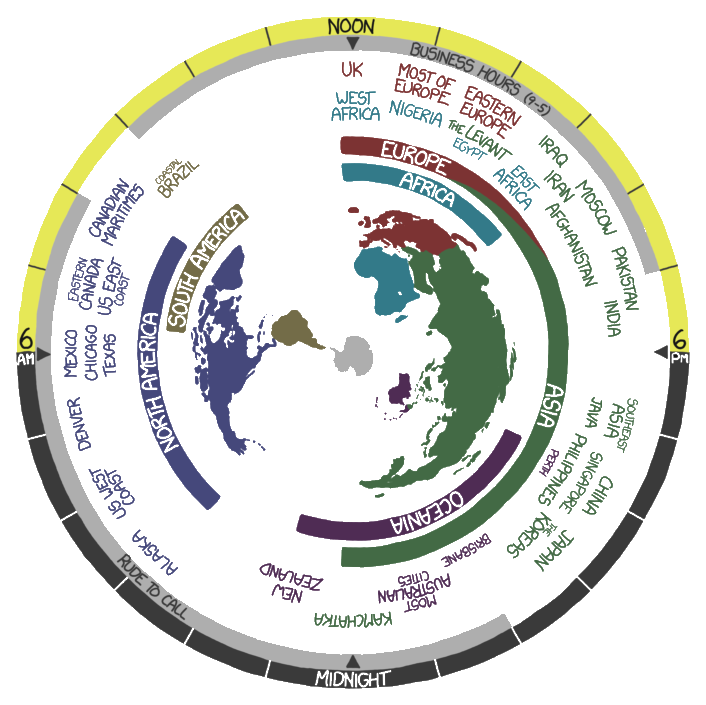 NOON
BUSINESS HOURS (9-5)
UK
MOST OF
EUROPE
EASTERN
EUROPE
WEST
AFRICA
NIGERIA
THE LEVANT
EGYPT
EAST
AFRICA
IRAQ
IRAN
MOSCOW
AFGHANISTAN
PAKISTAN
INDIA
EUROPE
AFRICA
COASTAL
BRAZIL
CANADIAN
MARITIMES
SOUTH AMERICA
EASTERN
CANADA
US EAST
COAST
6
AM
MEXICO
CHICAGO
TEXAS
NORTH AMERICA
6
PM
ASIA
DENVER
SOUTHEAST
ASIA
JAVA
PERTH
PHILIPPINES
SINGAPORE
CHINA
US WEST
COAST
OCEANIA
THE
KOREAS
JAPAN
ALASKA
BRISBANE
RUDE TO CALL
NEW
ZEALAND
MOST
AUSTRALIAN
CITIES
KAMCHATKA
MIDNIGHT